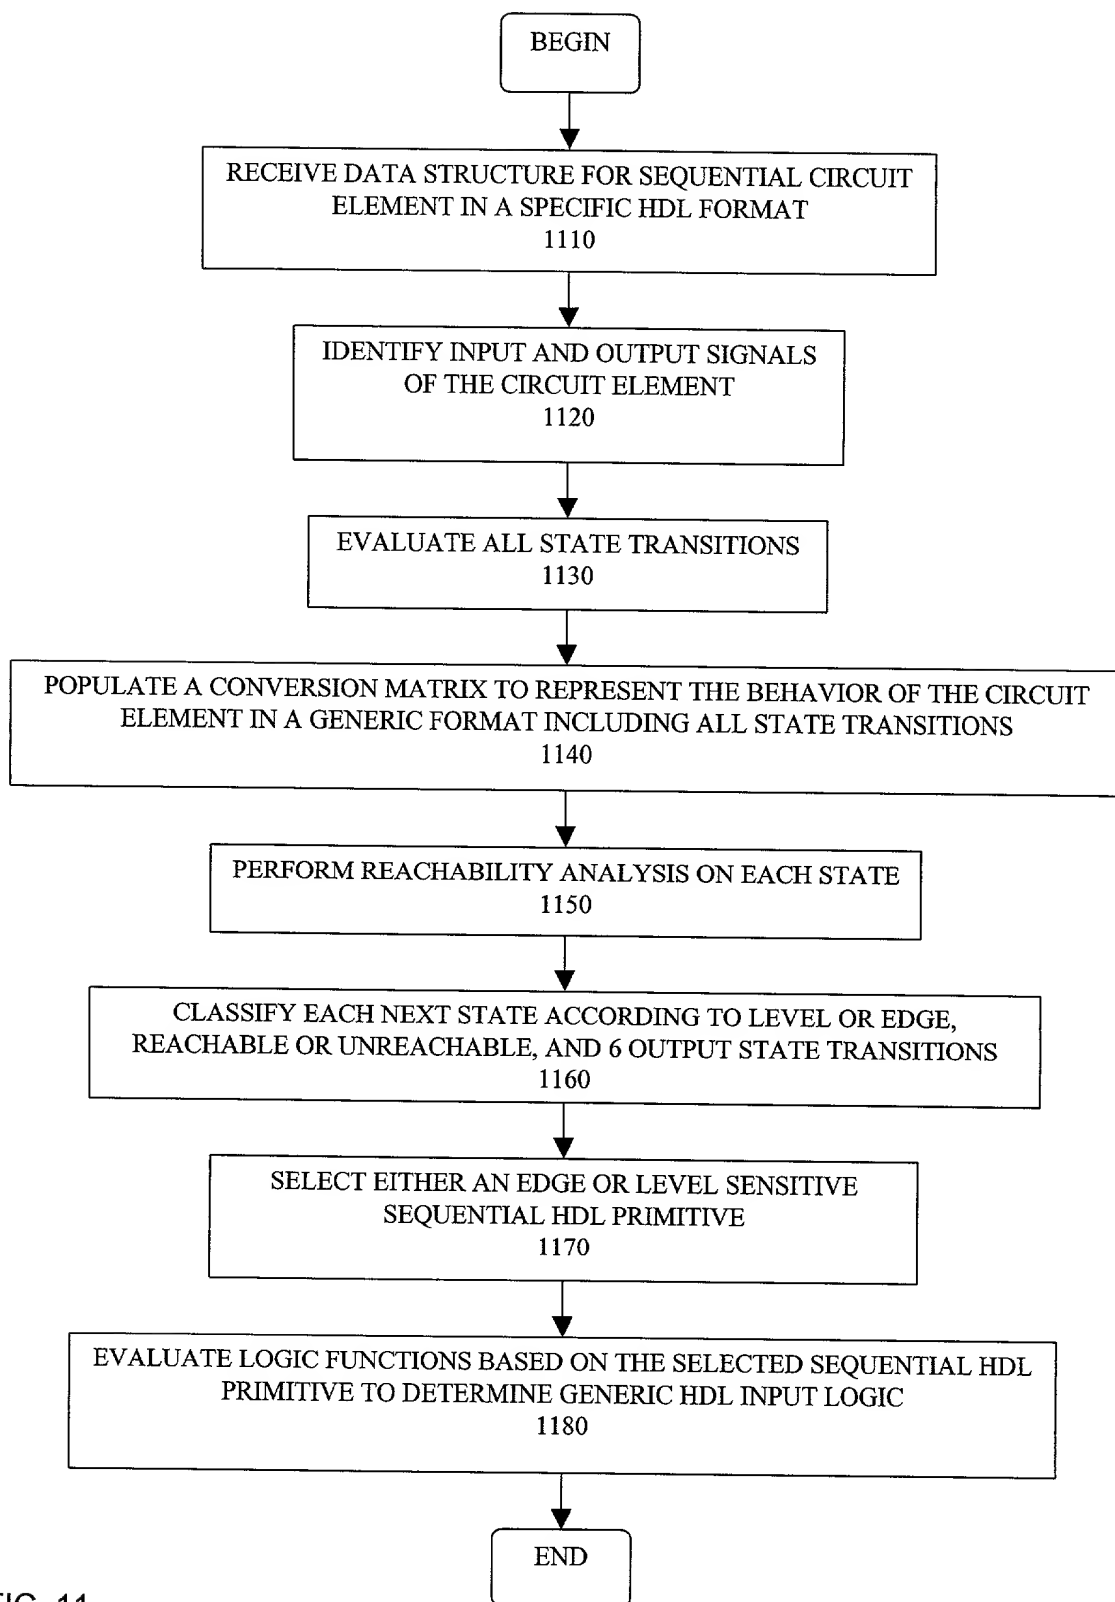 BEGIN
RECEIVE DATA STRUCTURE FOR SEQUENTIAL CIRCUIT
ELEMENT IN A SPECIFIC HDL FORMAT
1110
IDENTIFY INPUT AND OUTPUT SIGNALS
OF THE CIRCUIT ELEMENT
1120
EVALUATE ALL STATE TRANSITIONS
1130
POPULATE A CONVERSION MATRIX TO REPRESENT THE BEHAVIOR OF THE CIRCUIT
ELEMENT IN A GENERIC FORMAT INCLUDING ALL STATE TRANSITIONS
1140
PERFORM REACHABILITY ANALYSIS ON EACH STATE
1150
CLASSIFY EACH NEXT STATE ACCORDING TO LEVEL OR EDGE,
REACHABLE OR UNREACHABLE, AND 6 OUTPUT STATE TRANSITIONS
1160
SELECT EITHER AN EDGE OR LEVEL SENSITIVE
SEQUENTIAL HDL PRIMITIVE
1170
EVALUATE LOGIC FUNCTIONS BASED ON THE SELECTED SEQUENTIAL HDL
PRIMITIVE TO DETERMINE GENERIC HDL INPUT LOGIC
1180
END